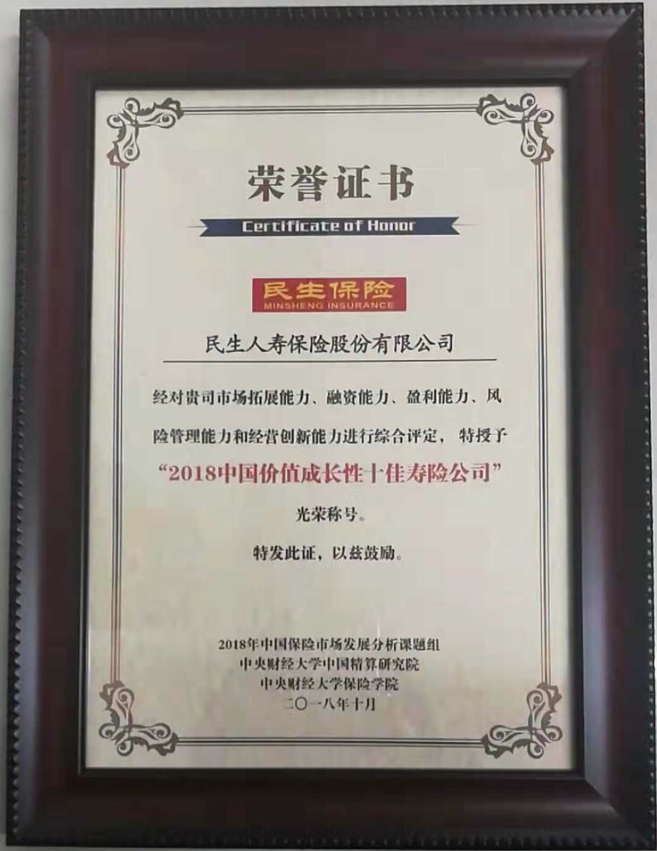 荣誉证书
Certificate of Honor
民生保险
MINSHENG INSURANCE
民生人寿保险股份有限公司
经对贵司市场拓展能力、融资能力、盈利能力、风
险管理能力和经营创新能力进行综合评定，特授予
“2018中国价值成长性十佳寿险公司”
光荣称号。
特发此证，以兹鼓励。
2018年中国保险市场发展分析课题组
中央财经大学中国精算研究院
中央财经大学保险学院
二〇一八年十月